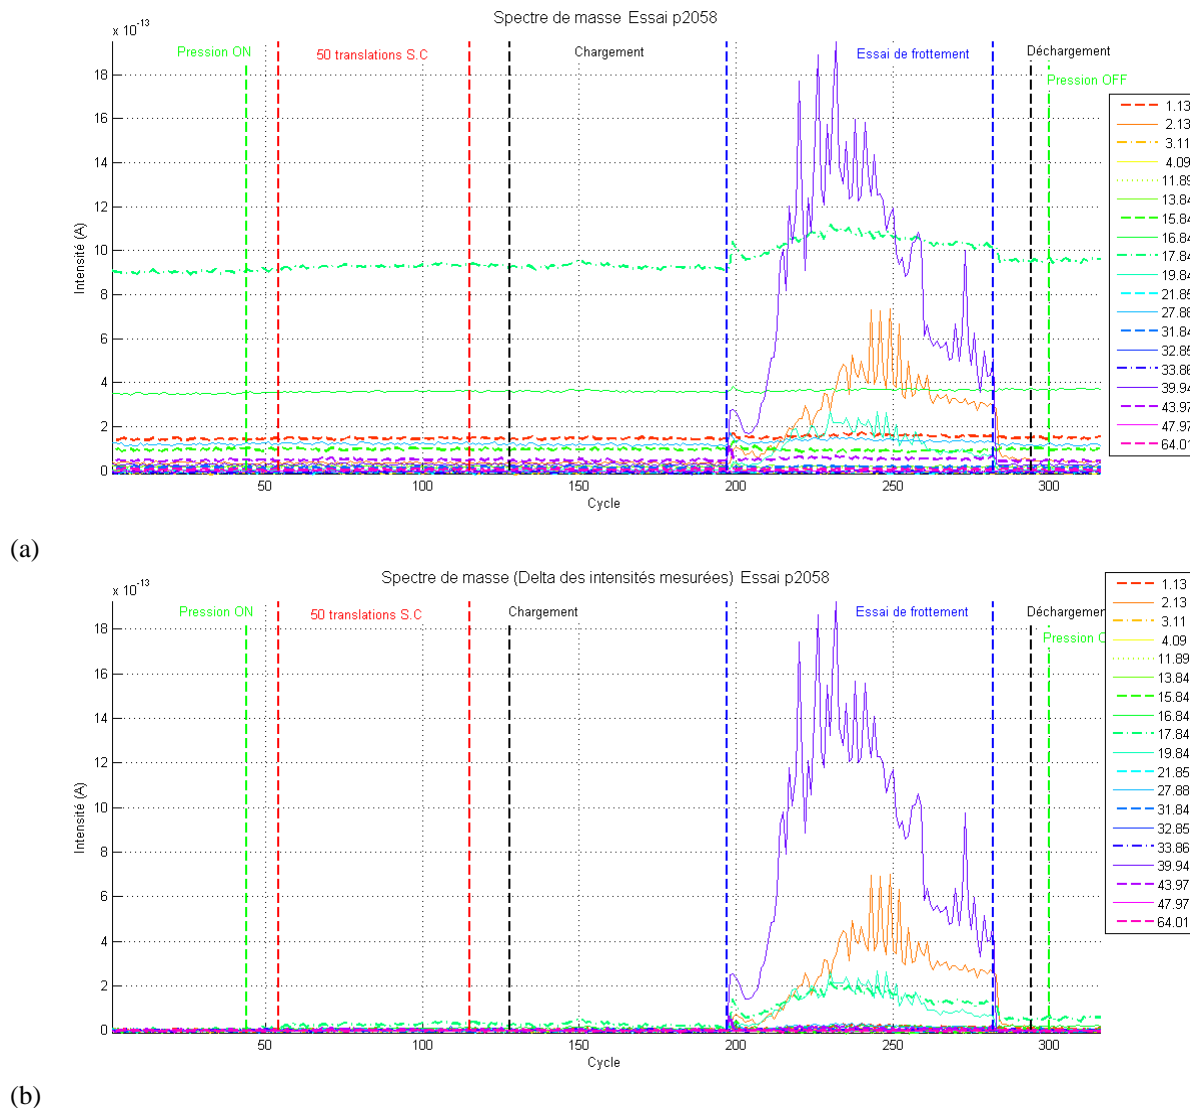 Spectre de masse Essai p2058
x 10⁻¹³
Pression ON
50 translations S.C
Chargement
Essai de frottement
Déchargement
Pression OFF
18
16
14
12
10
8
6
4
2
0
Intensité (A)
50 100 150 200 250 300
Cycle
1.13
2.13
3.11
4.09
11.89
13.84
15.84
16.84
17.84
19.84
21.85
27.88
31.84
32.85
33.86
39.94
43.97
47.97
64.01
(a)
Spectre de masse (Delta des intensités mesurées) Essai p2058
x 10⁻¹³
Pression ON
50 translations S.C
Chargement
Essai de frottement
Déchargement
Pression O
18
16
14
12
10
8
6
4
2
0
Intensité (A)
50 100 150 200 250 300
Cycle
1.13
2.13
3.11
4.09
11.89
13.84
15.84
16.84
17.84
19.84
21.85
27.88
31.84
32.85
33.86
39.94
43.97
47.97
64.01
(b)